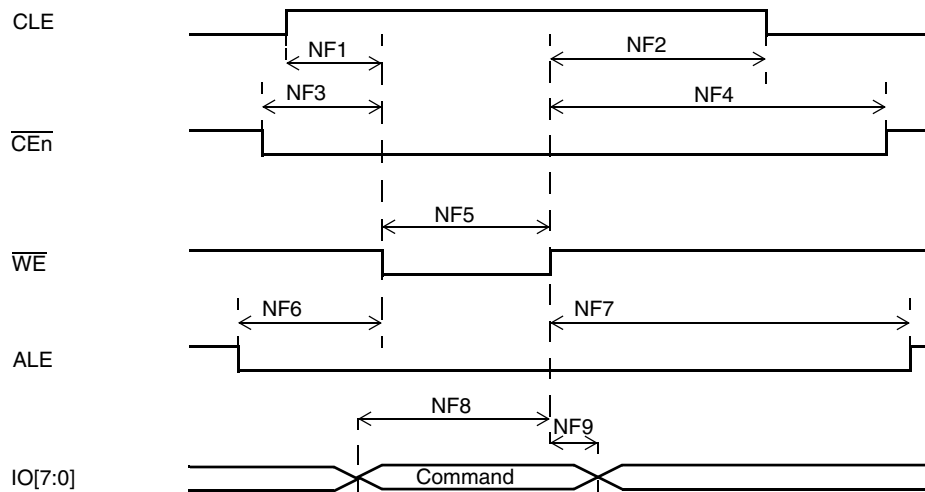 CLE
NF1
NF2
NF3
NF4
CEn
NF5
WE
NF6
NF7
ALE
NF8
NF9
IO[7:0]
Command